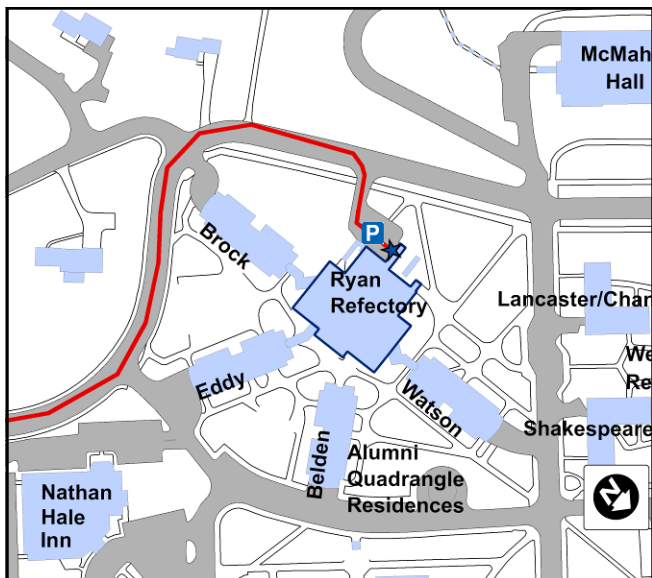 McMah
Hall
Brock
P
Ryan
Refectory
Lancaster/Chan
We
Re
Eddy
Watson
Shakespeare
Belden
Alumni
Quadrangle
Residences
Nathan
Hale
Inn
N